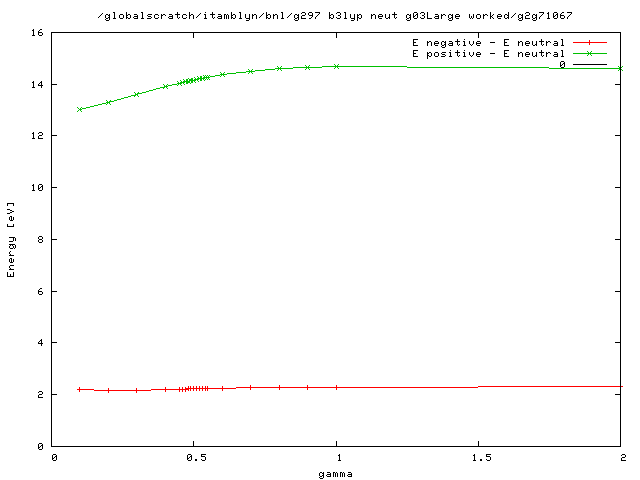 /globalscratch/itamblyn/bnl/g297 b3lyp neut g03Large worked/g2g71067
E negative - E neutral
E positive - E neutral
0
16
14
12
10
8
6
4
2
0
Energy [eV]
0 0.5 1 1.5 2
gamma